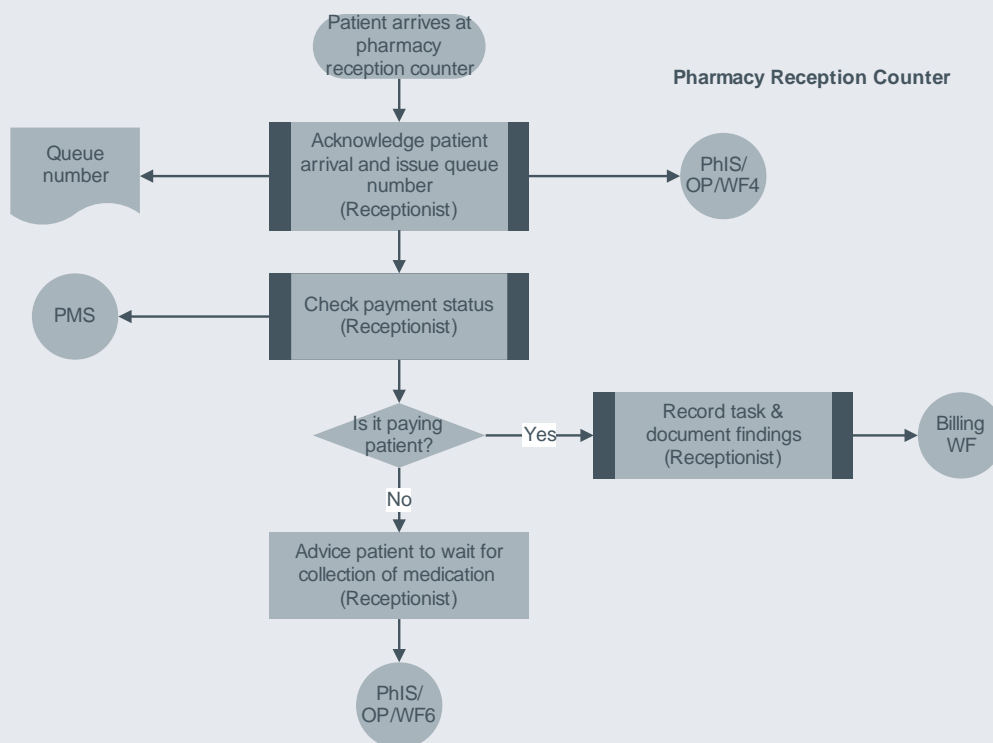 Patient arrives at
pharmacy
reception counter
Pharmacy Reception Counter
Queue
number
Acknowledge patient
arrival and issue queue
number
(Receptionist)
PhIS/
OP/WF4
PMS
Check payment status
(Receptionist)
Is it paying
patient?
Yes
Record task &
document findings
(Receptionist)
Billing
WF
No
Advice patient to wait for
collection of medication
(Receptionist)
PhIS/
OP/WF6